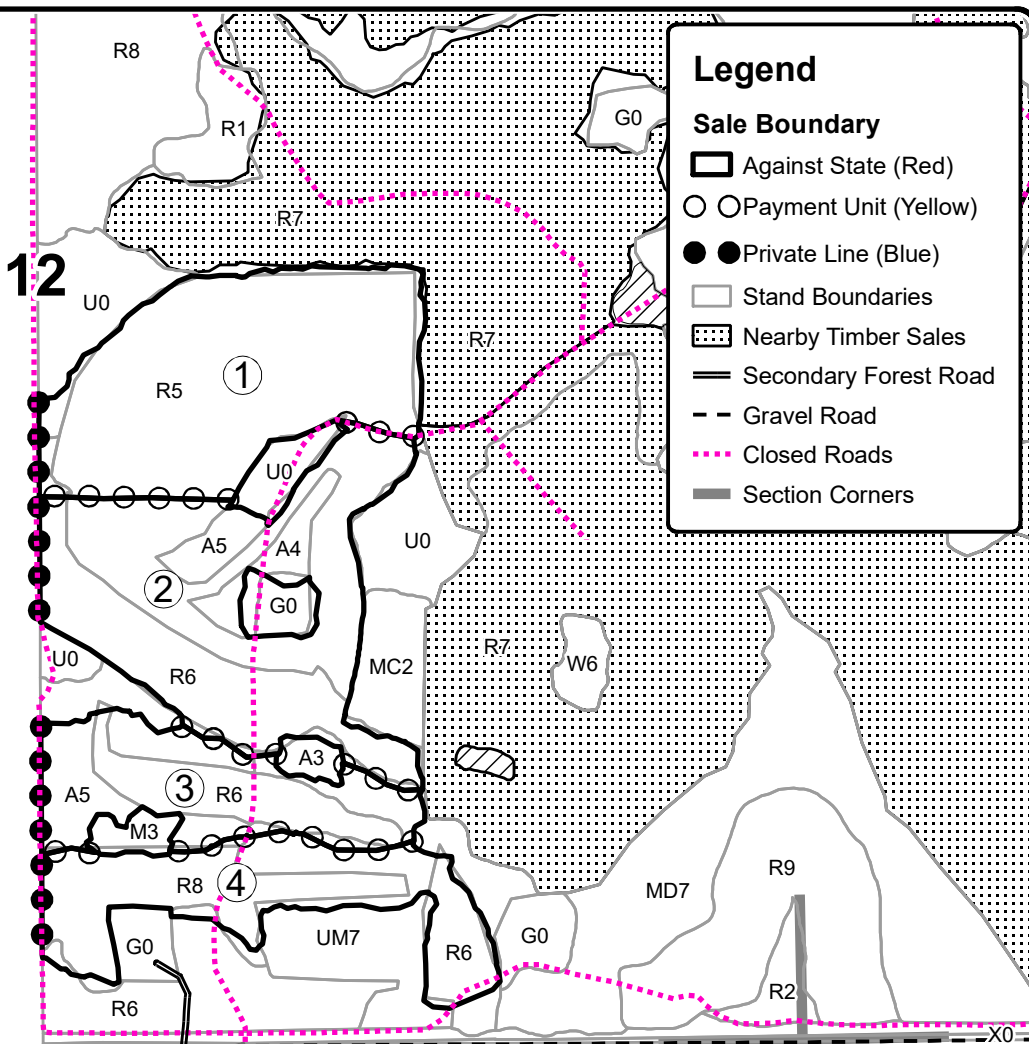 R8
Legend
Sale Boundary
Against State (Red)
Payment Unit (Yellow)
Private Line (Blue)
Stand Boundaries
Nearby Timber Sales
Secondary Forest Road
Gravel Road
Closed Roads
Section Corners
G0
R1
R7
12
U0
R7
1
R5
U0
A5
A4
U0
2
G0
R7
U0
MC2
W6
R6
A3
3
A5
R6
M3
R9
4
R8
MD7
UM7
G0
G0
R6
R2
R6
X0